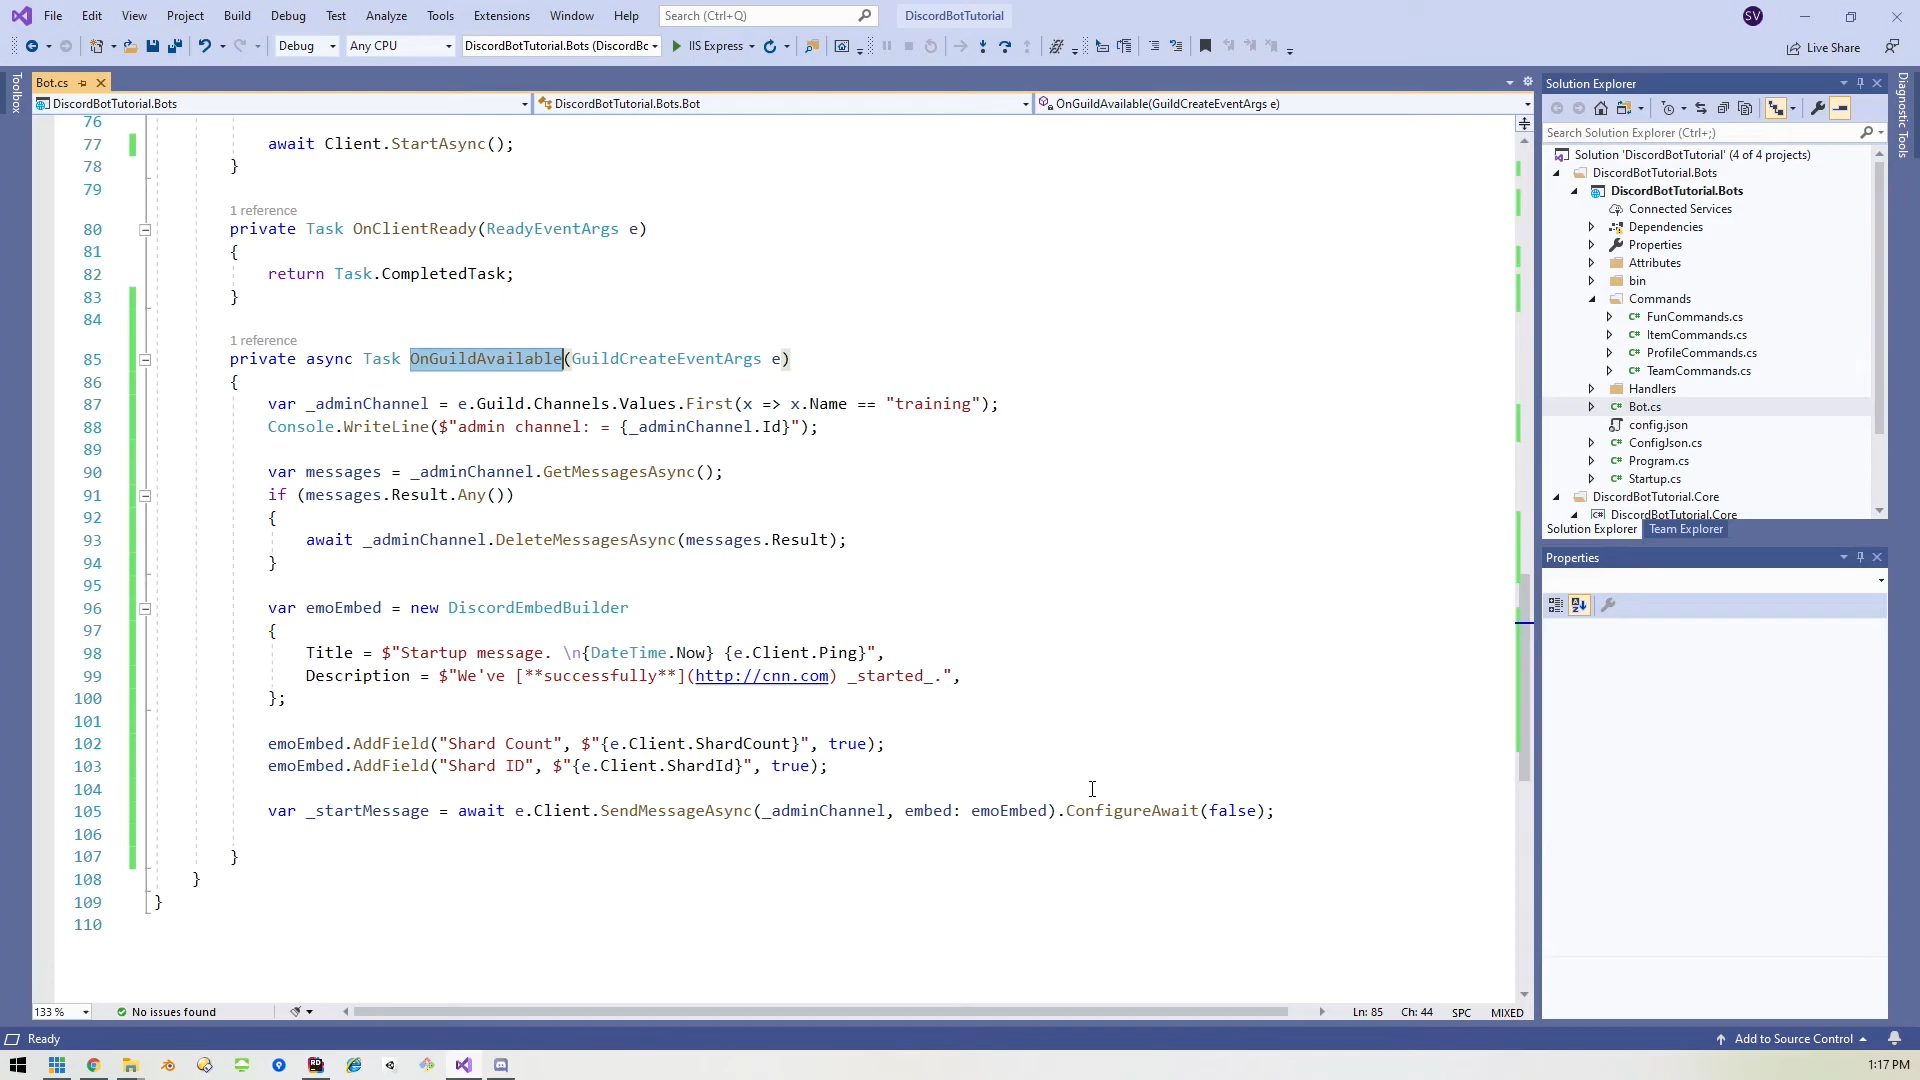 File Edit View Project Build Debug Test Analyze Tools Extensions Window Help Search (Ctrl+Q) DiscordBotTutorial SV
Debug Any CPU DiscordBotTutorial.Bots (DiscordBc IIS Express Live Share
Toolbox
Bot.cs
DiscordBotTutorial.Bots DiscordBotTutorial.Bots.Bot OnGuildAvailable(GuildCreateEventArgs e)
76
77 await Client.StartAsync();
78 }
79
1 reference
80 private Task OnClientReady(ReadyEventArgs e)
81 {
82 return Task.CompletedTask;
83 }
84
1 reference
85 private async Task OnGuildAvailable(GuildCreateEventArgs e)
86 {
87 var _adminChannel = e.Guild.Channels.Values.First(x => x.Name == "training");
88 Console.WriteLine($"admin channel: = {_adminChannel.Id}");
89
90 var messages = _adminChannel.GetMessagesAsync();
91 if (messages.Result.Any())
92 {
93 await _adminChannel.DeleteMessagesAsync(messages.Result);
94 }
95
96 var emoEmbed = new DiscordEmbedBuilder
97 {
98 Title = $"Startup message. \n{DateTime.Now} {e.Client.Ping}",
99 Description = $"We've [**successfully**](http://cnn.com) _started_.",
100 };
101
102 emoEmbed.AddField("Shard Count", $"{e.Client.ShardCount}", true);
103 emoEmbed.AddField("Shard ID", $"{e.Client.ShardId}", true);
104
105 var _startMessage = await e.Client.SendMessageAsync(_adminChannel, embed: emoEmbed).ConfigureAwait(false);
106
107 }
108 }
109 }
110
133 % No issues found Ln: 85 Ch: 44 SPC MIXED
Solution Explorer
Search Solution Explorer (Ctrl+;)
Solution 'DiscordBotTutorial' (4 of 4 projects)
DiscordBotTutorial.Bots
DiscordBotTutorial.Bots
Connected Services
Dependencies
Properties
Attributes
bin
Commands
C# FunCommands.cs
C# ItemCommands.cs
C# ProfileCommands.cs
C# TeamCommands.cs
Handlers
C# Bot.cs
config.json
C# ConfigJson.cs
C# Program.cs
C# Startup.cs
DiscordBotTutorial.Core
C# DiscordBotTutorial.Core
Solution Explorer Team Explorer
Properties
Diagnostic Tools
Ready Add to Source Control
1:17 PM